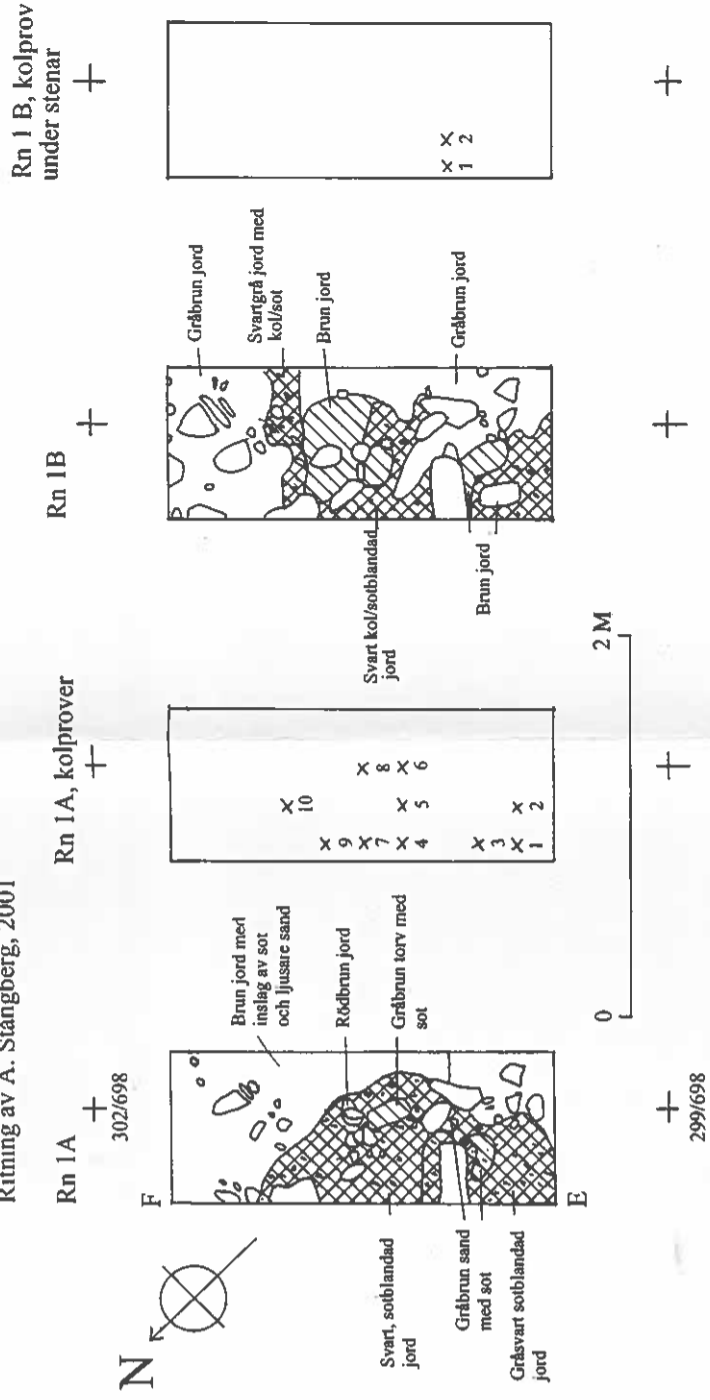 Ritning av A. Stångberg, 2001
Rn 1A
302/698
F
E
N
299/698
Brun jord med
inslag av sot
och ljusare sand
Rödbrun jord
Gråbrun torv med
sot
Svart, sotblandad
jord
Gråbrun sand
med sot
Gråsvart sotblandad
jord
0
2 M
Rn 1A, kolprover
10
9
8
7
6
5
4
3
2
1
Rn 1B
Gråbrun jord
Svartgrå jord med
kol/sot
Brun jord
Gråbrun jord
Svart kol/sotblandad
jord
Brun jord
Rn 1 B, kolprov
under stenar
1 2